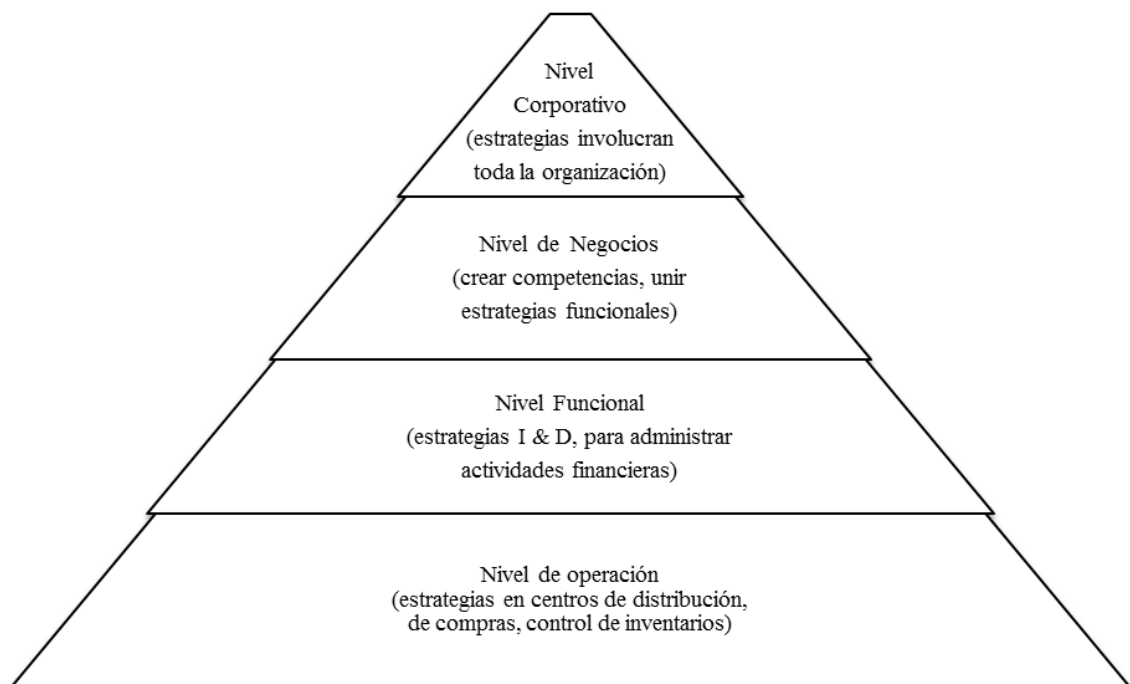 Nivel
Corporativo
(estrategias involucran
toda la organización)
Nivel de Negocios
(crear competencias, unir
estrategias funcionales)
Nivel Funcional
(estrategias I & D, para administrar
actividades financieras)
Nivel de operación
(estrategias en centros de distribución,
de compras, control de inventarios)